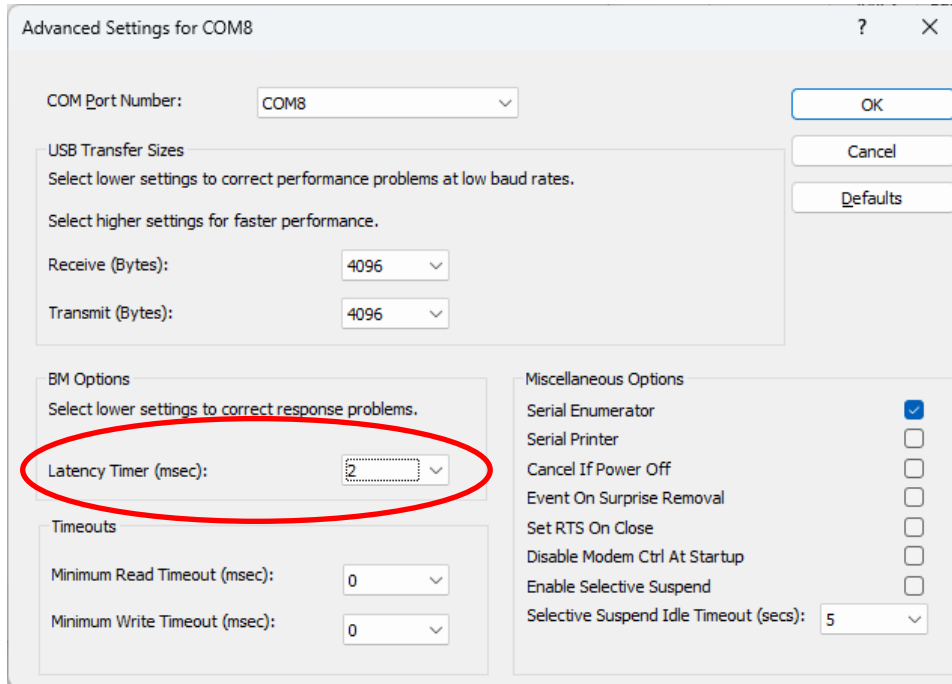 Advanced Settings for COM8
?
COM Port Number:
COM8
OK
USB Transfer Sizes
Cancel
Select lower settings to correct performance problems at low baud rates.
Defaults
Select higher settings for faster performance.
Receive (Bytes):
4096
Transmit (Bytes):
4096
BM Options
Select lower settings to correct response problems.
Latency Timer (msec):
2
Timeouts
Minimum Read Timeout (msec):
0
Minimum Write Timeout (msec):
0
Miscellaneous Options
Serial Enumerator
Serial Printer
Cancel If Power Off
Event On Surprise Removal
Set RTS On Close
Disable Modem Ctrl At Startup
Enable Selective Suspend
Selective Suspend Idle Timeout (secs):
5